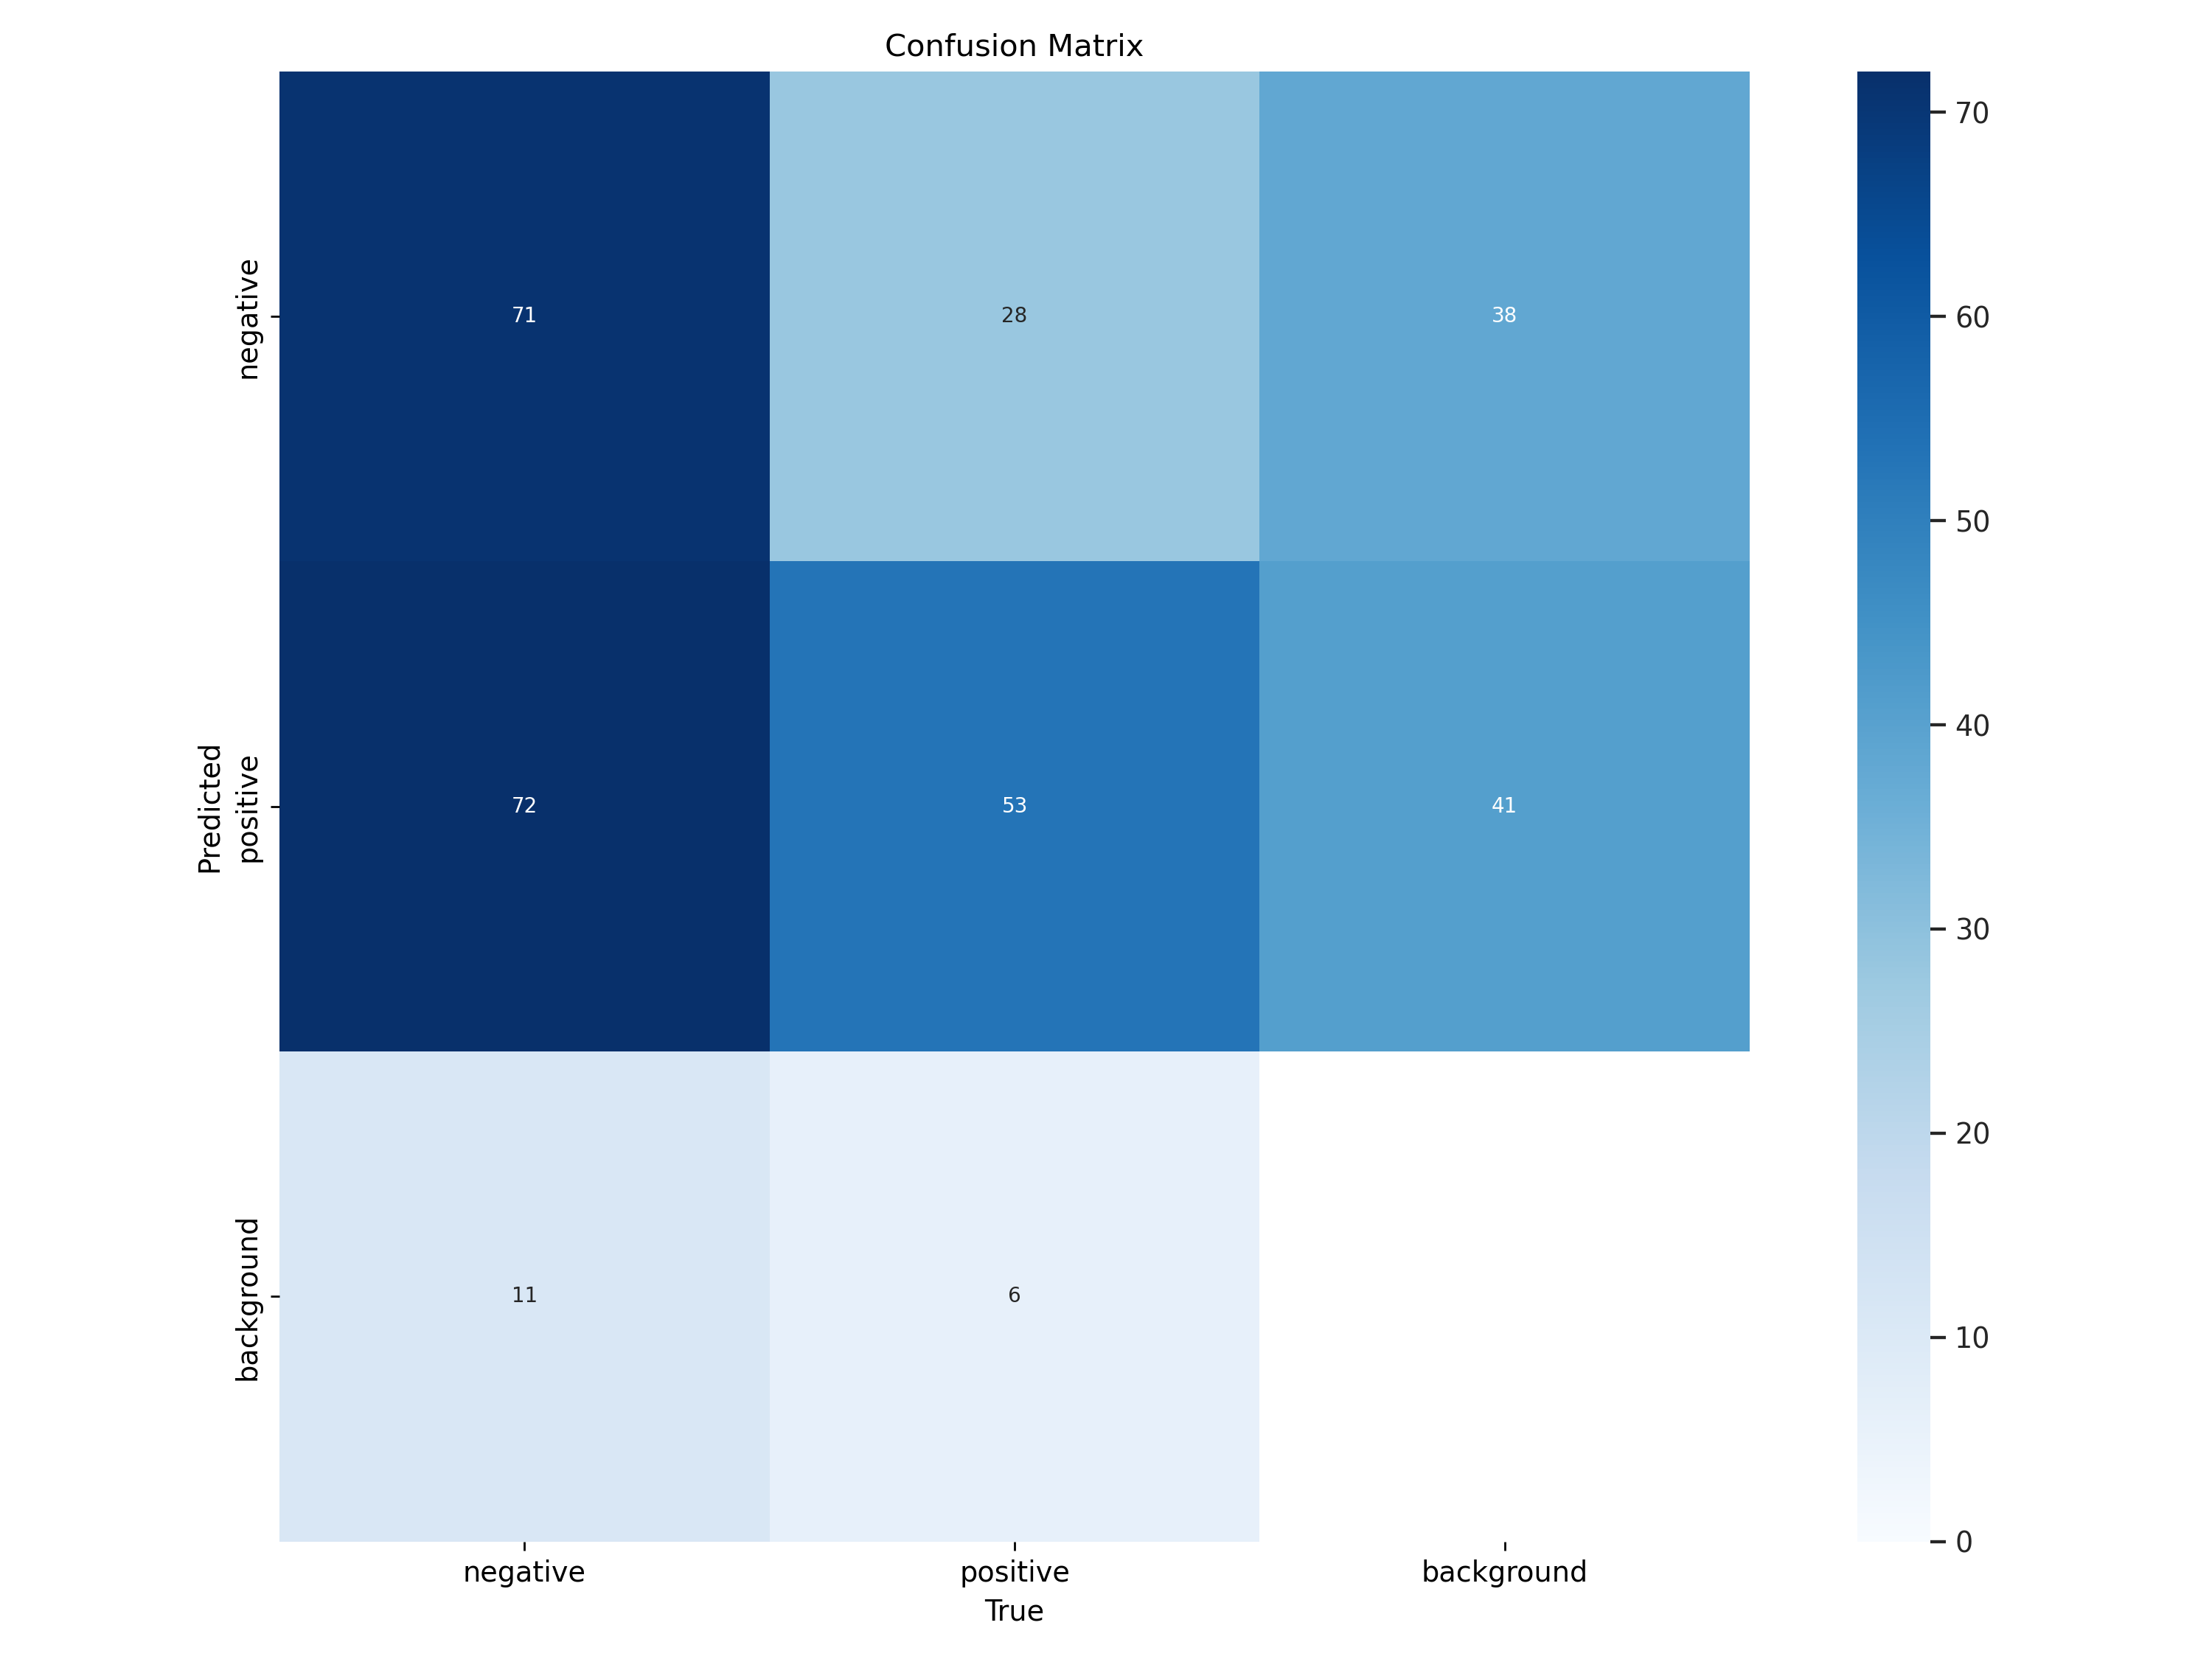 Confusion Matrix
negative
71
28
38
70
60
50
Predicted
positive
72
53
41
40
30
20
background
11
6
10
0
negative
positive
background
True